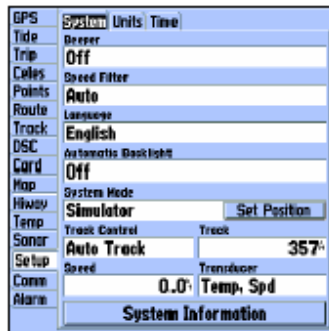 GPS
Tide
Trip
Celes
Points
Route
Track
DSC
Card
Map
Hiway
Temp
Sonar
Setup
Comm
Alarm
System Units Time
Beeper
Off
Speed Filter
Auto
Language
English
Automatic Backlight
Off
System Mode
Simulator Set Position
Track Control Track
Auto Track 357
Speed Transducer
0.0 Temp, Spd
System Information